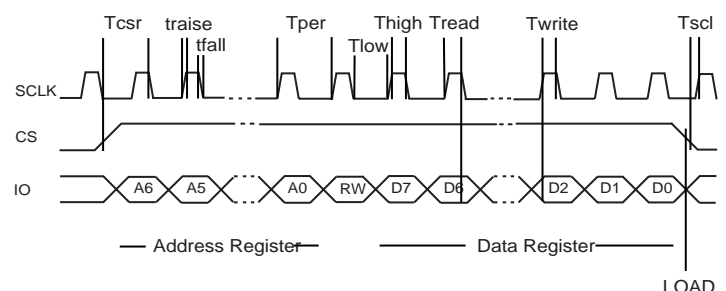 Tcsr traise Tper Thigh Tread Twrite Tscl
tfall Tlow
SCLK
CS
IO A6 A5 A0 RW D7 D6 D2 D1 D0
Address Register Data Register
LOAD